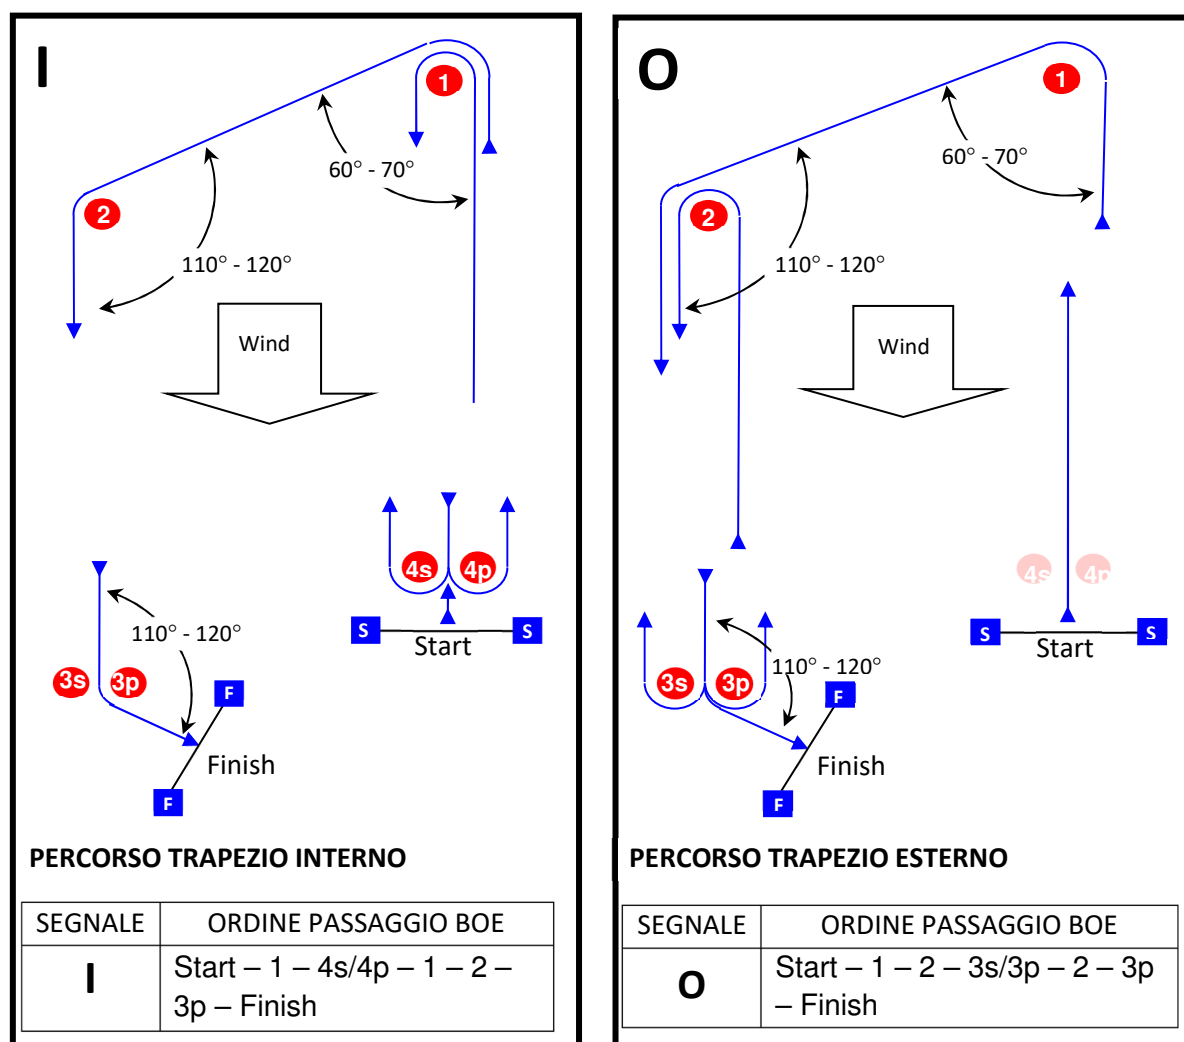 I
1
60° - 70°
2
110° - 120°
Wind
4s 4p
S S
Start
110° - 120°
3s 3p
F
Finish
F
PERCORSO TRAPEZIO INTERNO
SEGNALE ORDINE PASSAGGIO BOE
I Start – 1 – 4s/4p – 1 – 2 –
3p – Finish
O
1
60° - 70°
2
110° - 120°
Wind
4s 4p
S S
Start
110° - 120°
3s 3p
F
Finish
F
PERCORSO TRAPEZIO ESTERNO
SEGNALE ORDINE PASSAGGIO BOE
O Start – 1 – 2 – 3s/3p – 2 – 3p
– Finish